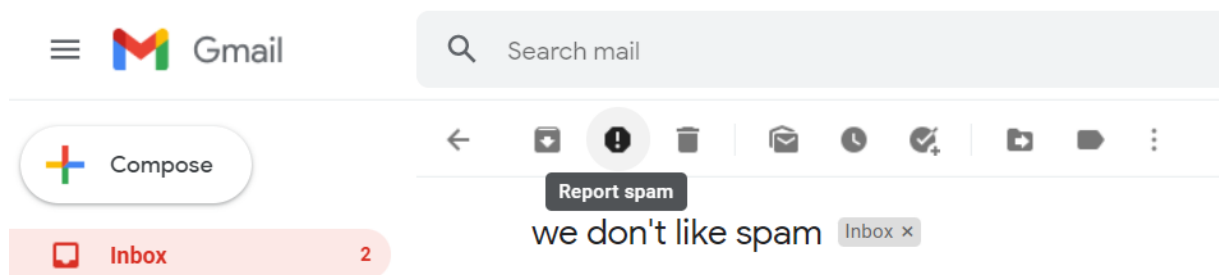 Gmail
Search mail
Compose
Report spam
we don't like spam Inbox ×
Inbox 2